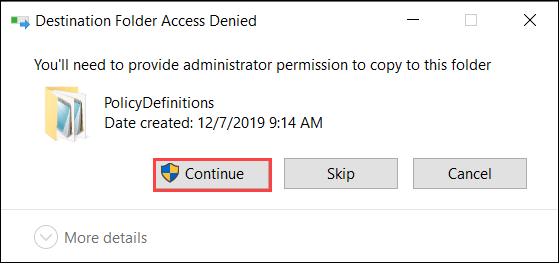 Destination Folder Access Denied
You'll need to provide administrator permission to copy to this folder
PolicyDefinitions
Date created: 12/7/2019 9:14 AM
Continue
Skip
Cancel
More details